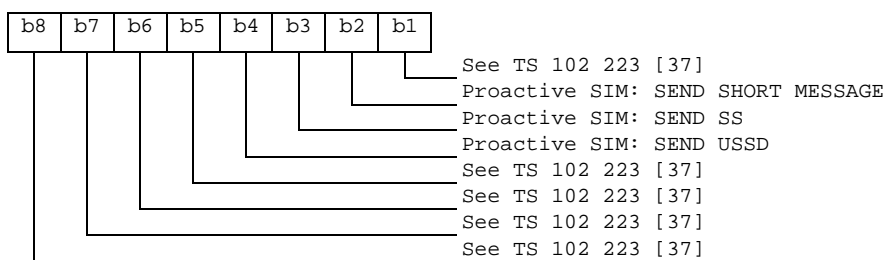 b8 b7 b6 b5 b4 b3 b2 b1
See TS 102 223 [37]
Proactive SIM: SEND SHORT MESSAGE
Proactive SIM: SEND SS
Proactive SIM: SEND USSD
See TS 102 223 [37]
See TS 102 223 [37]
See TS 102 223 [37]
See TS 102 223 [37]